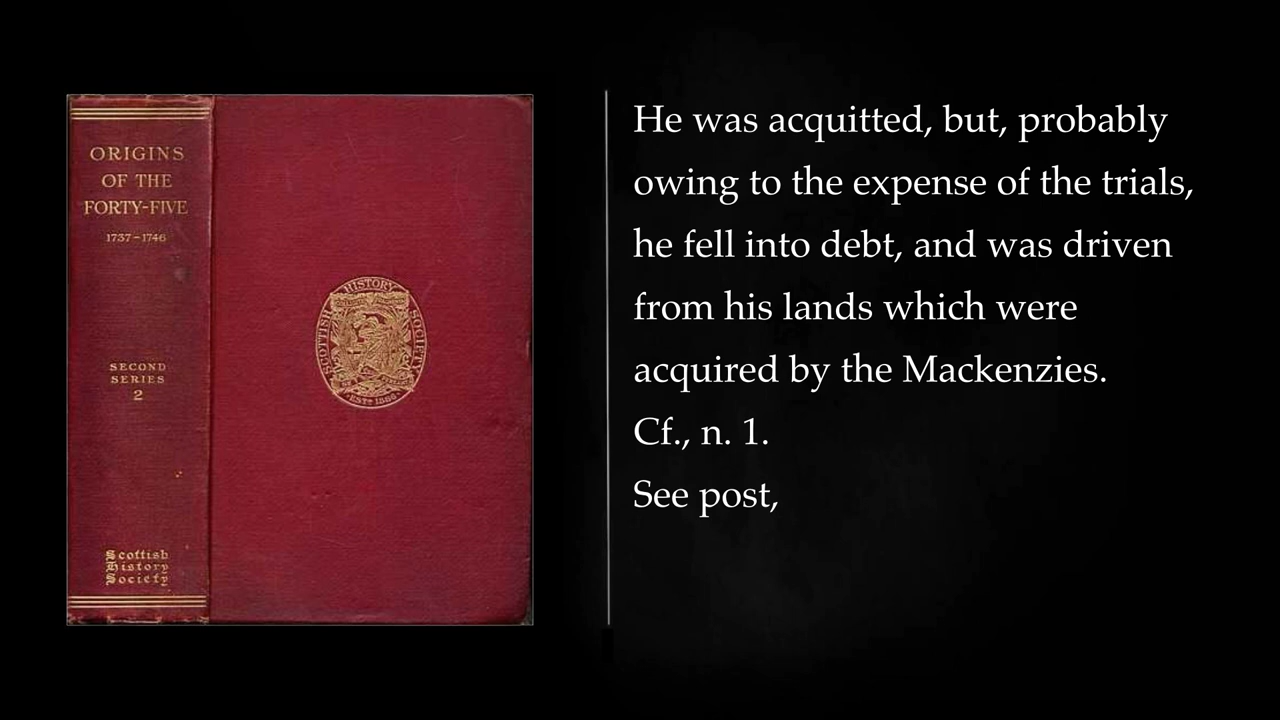 ORIGINS
OF THE
FORTY-FIVE
1737-1746
SECOND
SERIES
2
Scottish
History
Society
SCOTTISH HISTORY SOCIETY
·ESTD 1886·
He was acquitted, but, probably
owing to the expense of the trials,
he fell into debt, and was driven
from his lands which were
acquired by the Mackenzies.
Cf., n. 1.
See post,